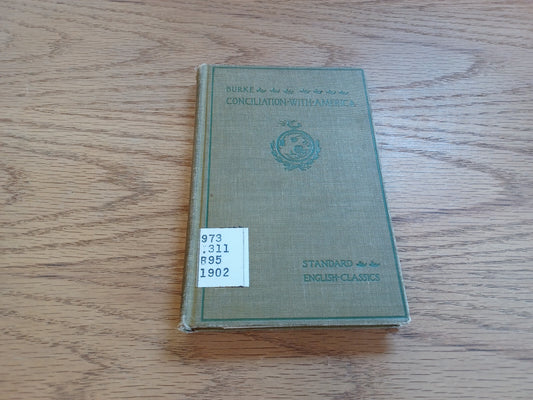 BURKE
CONCILIATION·WITH·AMERICA
973
.311
B95
1902
STANDARD
ENGLISH·CLASSICS